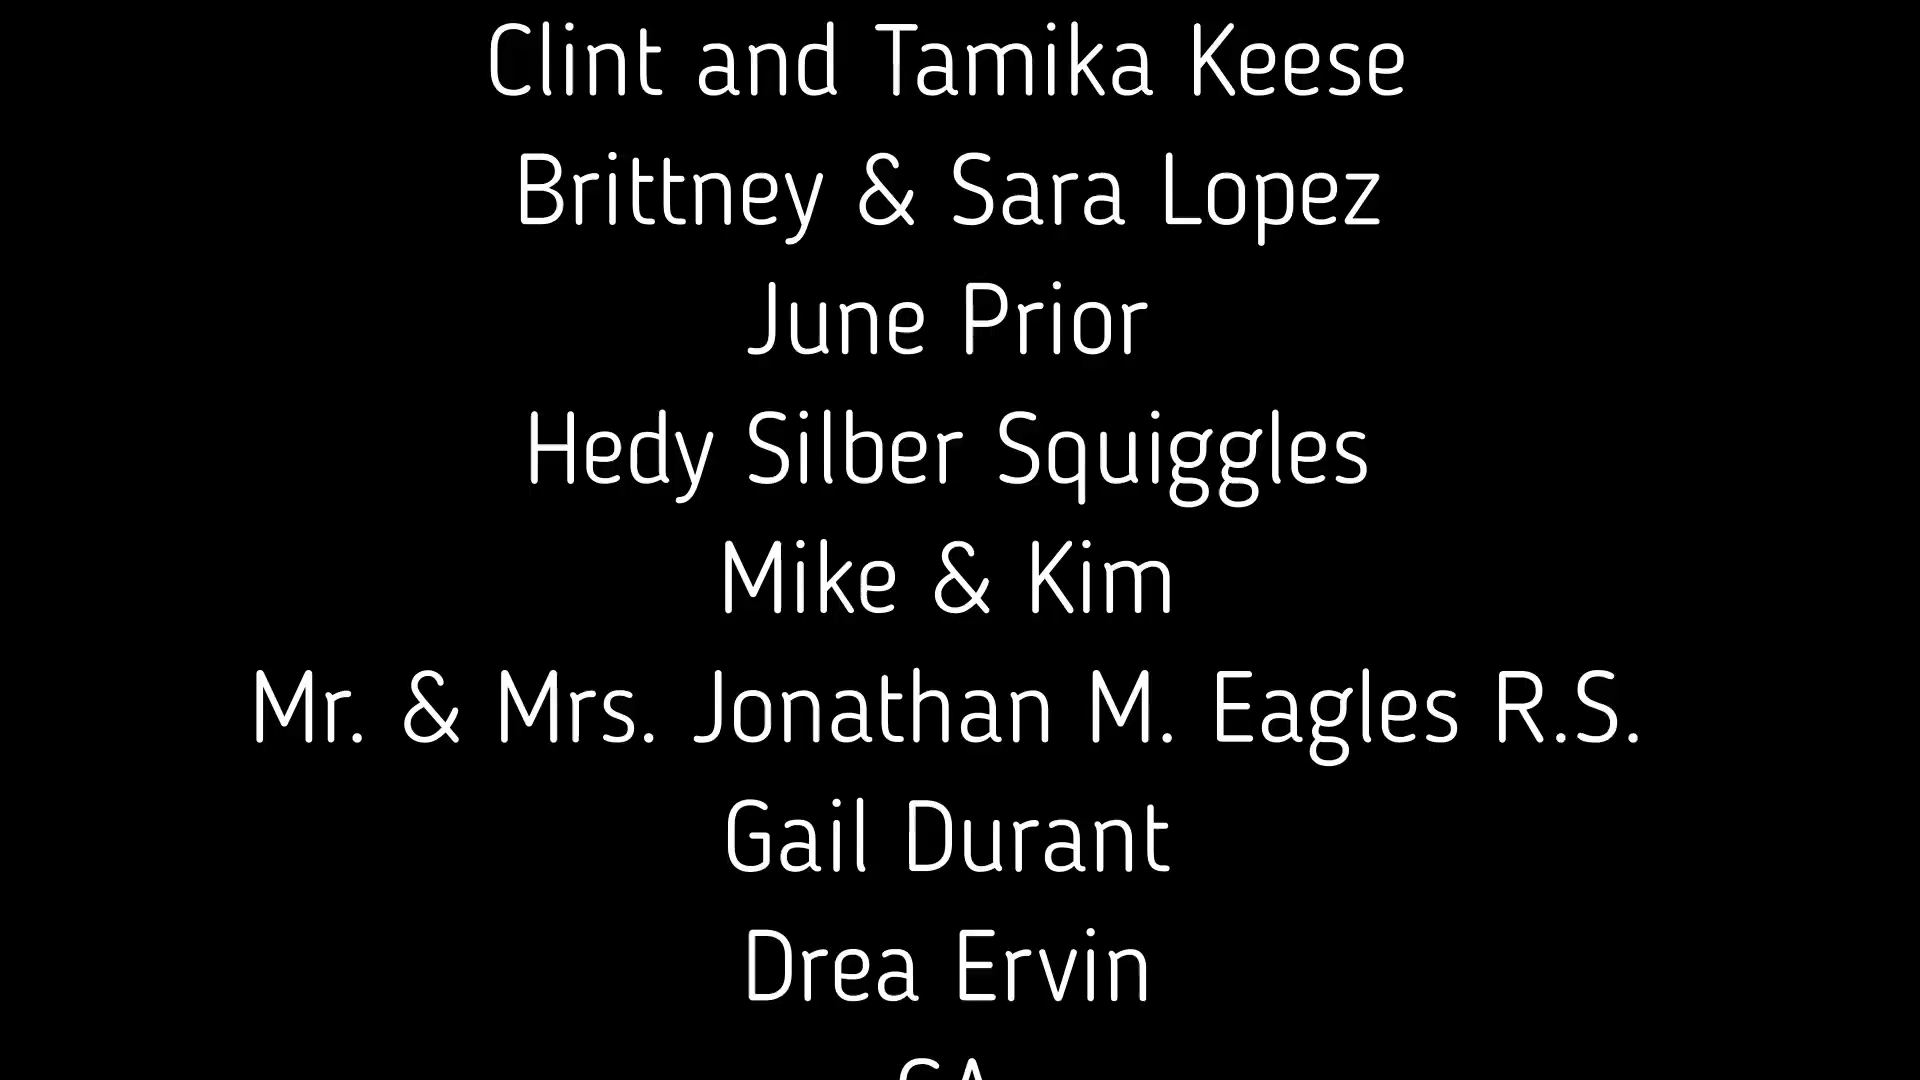 Clint and Tamika Keese
Brittney & Sara Lopez
June Prior
Hedy Silber Squiggles
Mike & Kim
Mr. & Mrs. Jonathan M. Eagles R.S.
Gail Durant
Drea Ervin